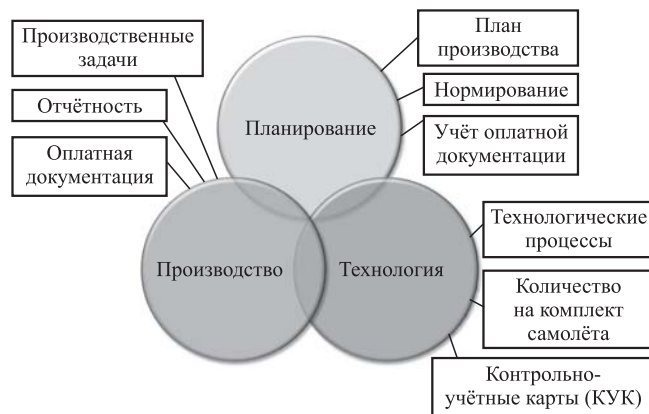 Производственные
задачи
Отчётность
Оплатная
документация
План
производства
Нормирование
Учёт оплатной
документации
Планирование
Производство
Технология
Технологические
процессы
Количество
на комплект
самолёта
Контрольно-
учётные карты (КУК)